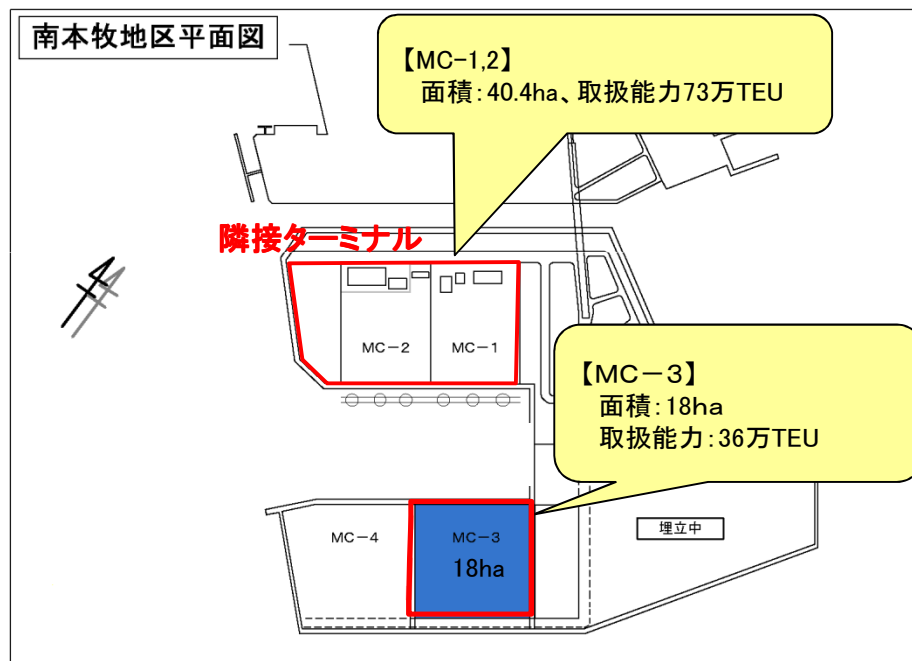 南本牧地区平面図
【MC-1,2】
面積：40.4ha、取扱能力73万TEU
隣接ターミナル
MC－2
MC－1
【MC－3】
面積：18ha
取扱能力：36万TEU
MC－4
MC－3
18ha
埋立中